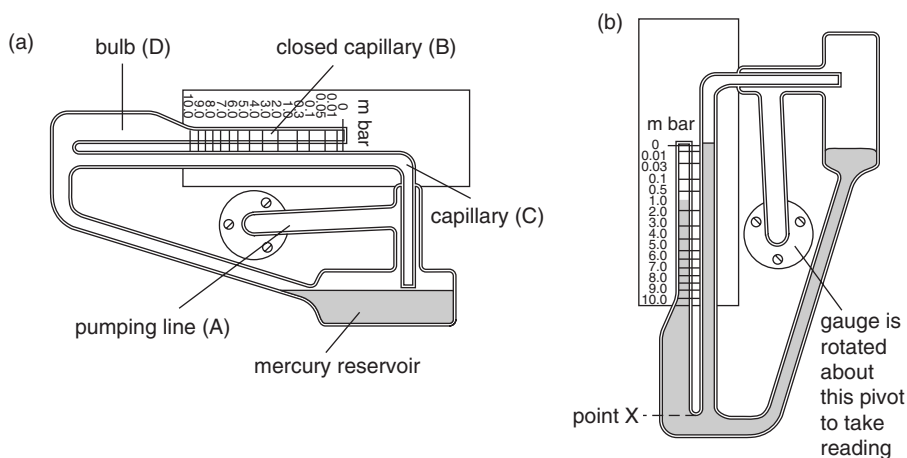 (a)
bulb (D)
closed capillary (B)
10.0
9.0
8.0
7.0
6.0
5.0
4.0
3.0
2.0
1.0
0.3
0.1
0.05
0.01
0
m bar
capillary (C)
pumping line (A)
mercury reservoir
(b)
m bar
0
0.01
0.03
0.1
0.5
1.0
2.0
3.0
4.0
5.0
6.0
7.0
8.0
9.0
10.0
point X
gauge is
rotated
about
this pivot
to take
reading